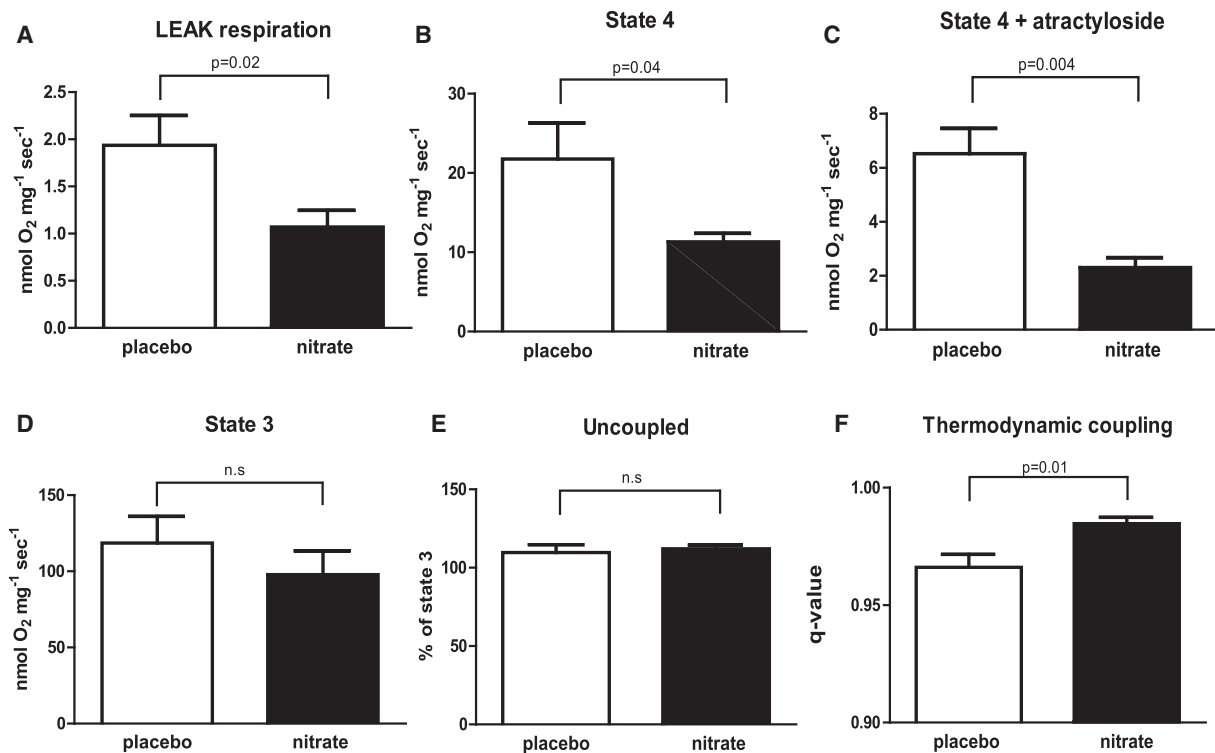 A
LEAK respiration
p=0.02
2.5
2.0
1.5
1.0
0.5
0.0
nmol O2 mg-1 sec-1
placebo nitrate
B
State 4
p=0.04
30
20
10
0
nmol O2 mg-1 sec-1
placebo nitrate
C
State 4 + atractyloside
p=0.004
8
6
4
2
0
nmol O2 mg-1 sec-1
placebo nitrate
D
State 3
n.s
150
100
50
0
nmol O2 mg-1 sec-1
placebo nitrate
E
Uncoupled
n.s
150
100
50
0
% of state 3
placebo nitrate
F
Thermodynamic coupling
p=0.01
1.00
0.95
0.90
q-value
placebo nitrate